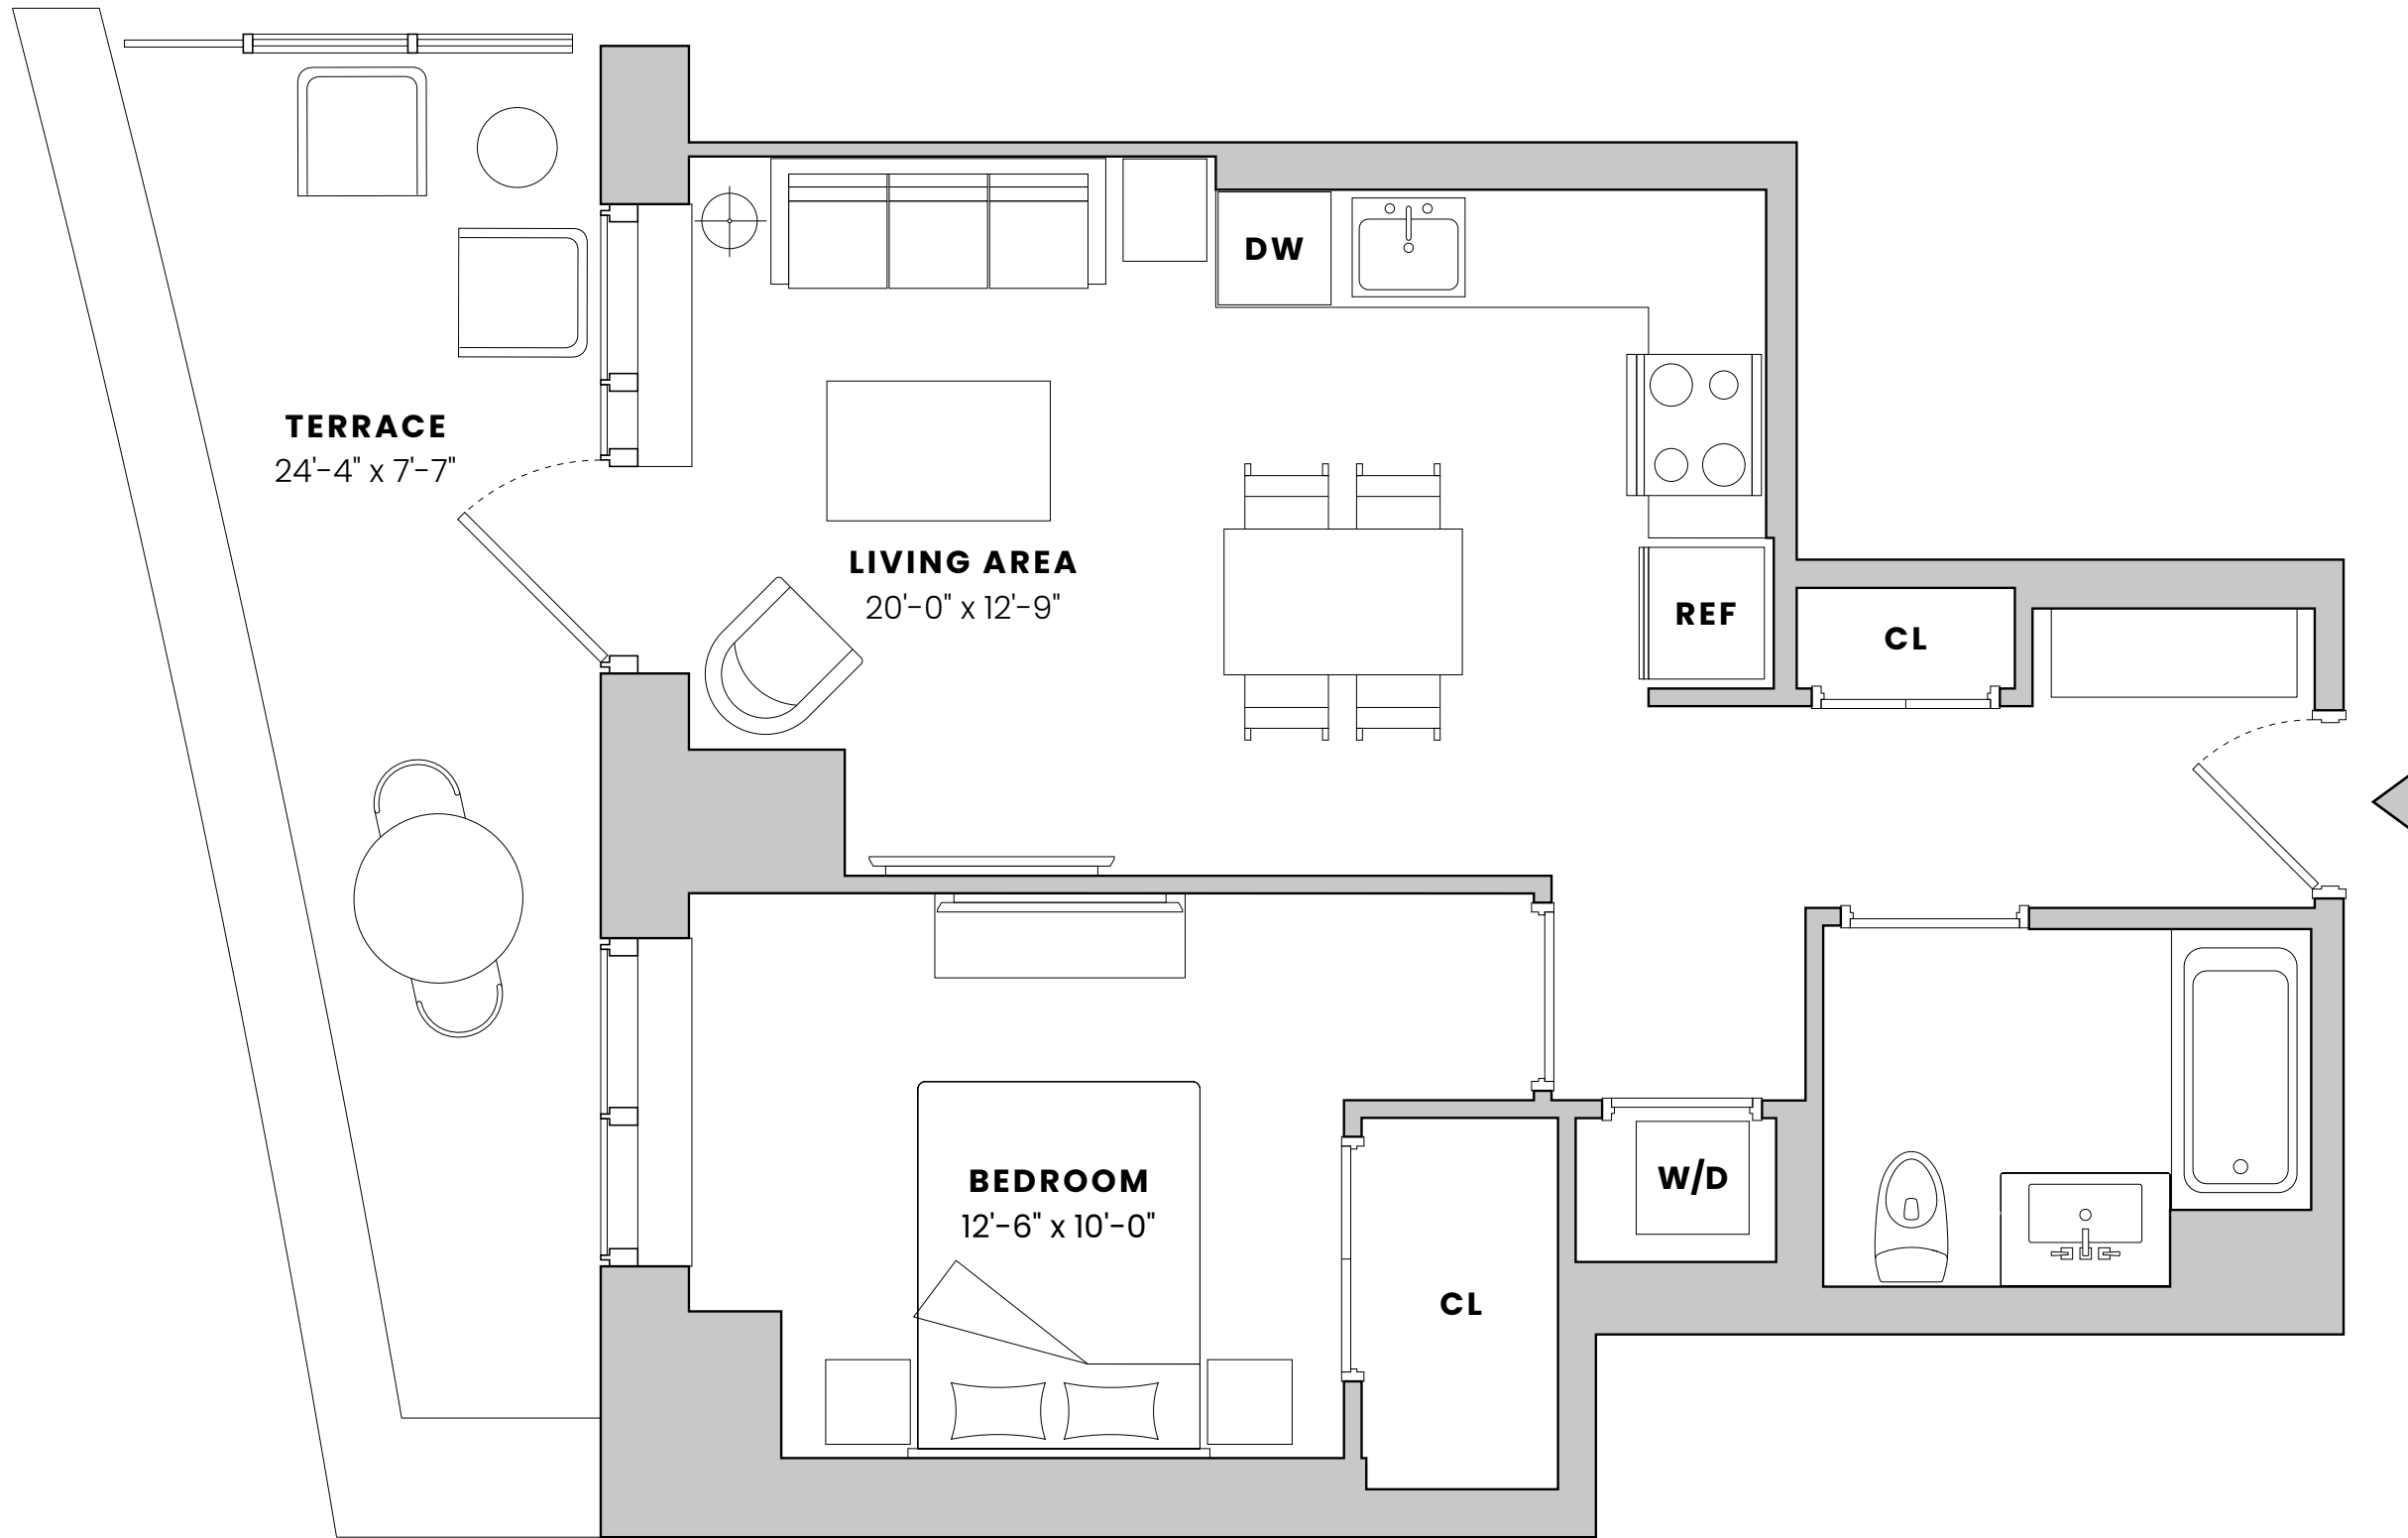 DW
TERRACE
24'-4" x 7'-7"
LIVING AREA
20'-0" x 12'-9"
REF
CL
BEDROOM
12'-6" x 10'-0"
W/D
CL